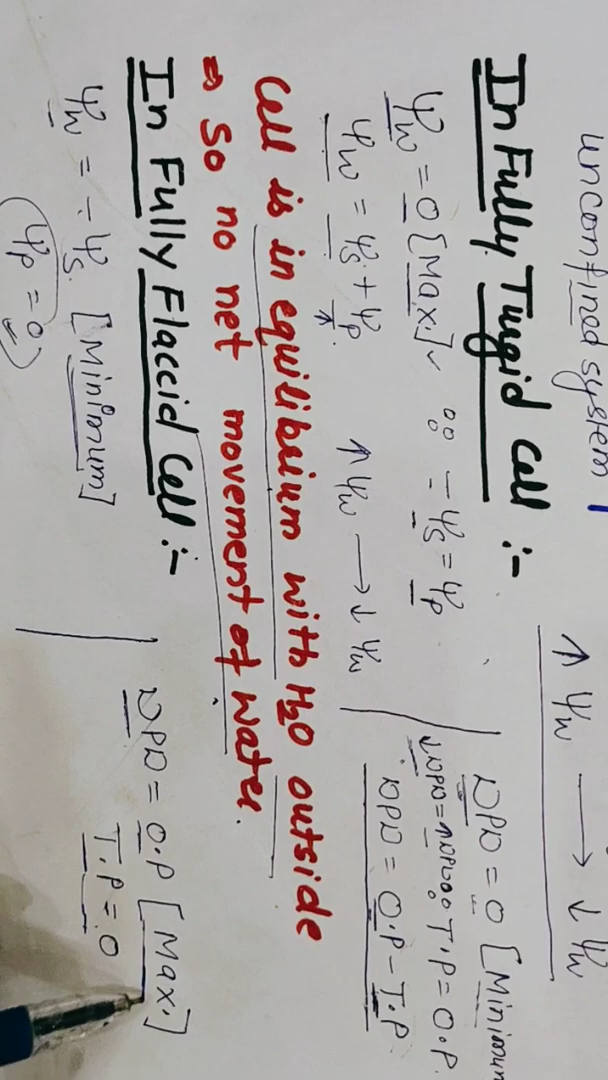 unconfined system
↑ Ψw → ↓ Ψw
In Fully Turgid cell :-
Ψw = 0 [Max.] ✓ ∵ - Ψs = Ψp
DPD = 0 [Minimum
Ψw = Ψs + Ψp
↑ Ψw → ↓ Ψw
T.P = O.P.
DPD = O.P - T.P.
Cell is in equilibrium with H2O outside
⇒ So no net movement of water.
In Fully Flaccid Cell :-
Ψw = - Ψs [Minimum]
DPD = O.P [Max.]
Ψp = 0
T.P = 0